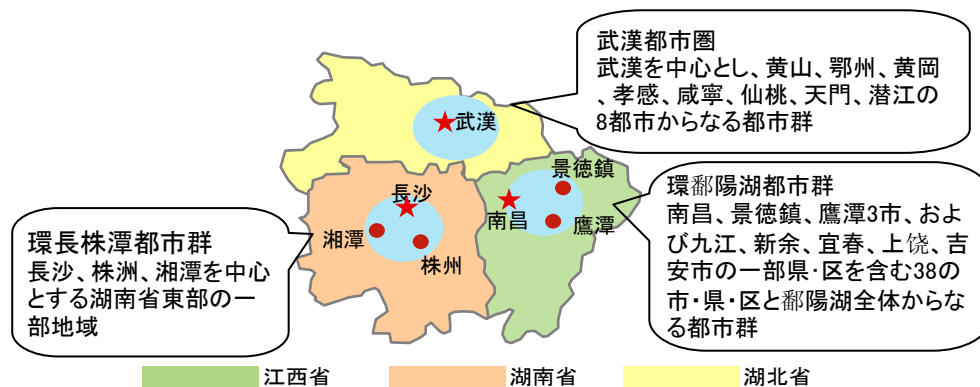 武漢都市圏
武漢を中心とし、黄山、鄂州、黄岡
、孝感、咸寧、仙桃、天門、潜江の
8都市からなる都市群
武漢
景徳鎮
長沙
南昌
鷹潭
湘潭
株州
環鄱陽湖都市群
南昌、景徳鎮、鷹潭3市、およ
び九江、新余、宜春、上饶、吉
安市の一部県・区を含む38の
市・県・区と鄱陽湖全体からな
る都市群
環長株潭都市群
長沙、株洲、湘潭を中心
とする湖南省東部の一
部地域
江西省
湖南省
湖北省